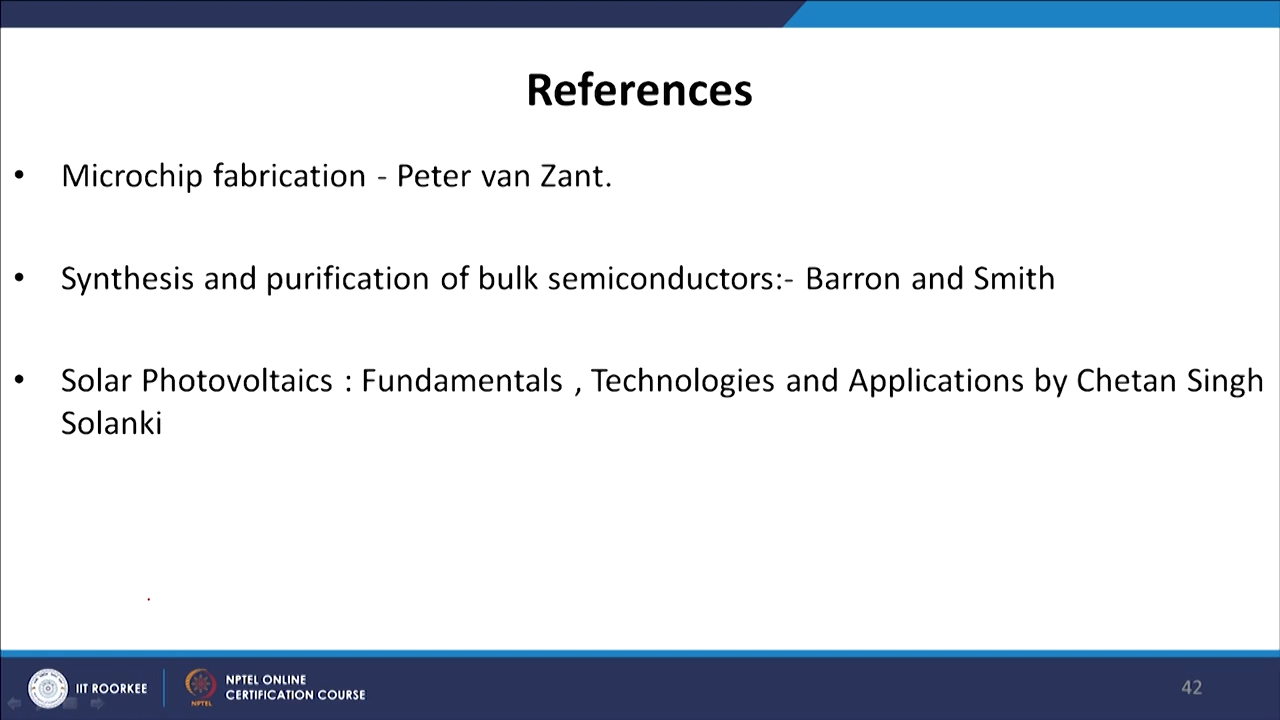 References
• Microchip fabrication - Peter van Zant.
• Synthesis and purification of bulk semiconductors:- Barron and Smith
• Solar Photovoltaics : Fundamentals , Technologies and Applications by Chetan Singh
Solanki
IIT ROORKEE
NPTEL ONLINE
CERTIFICATION COURSE
NPTEL
42